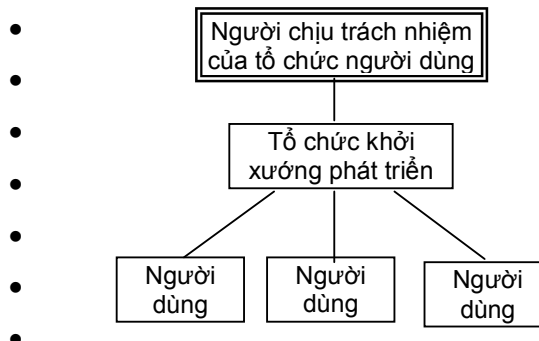 Người chịu trách nhiệm
của tổ chức người dùng
Tổ chức khởi
xướng phát triển
Người
dùng
Người
dùng
Người
dùng